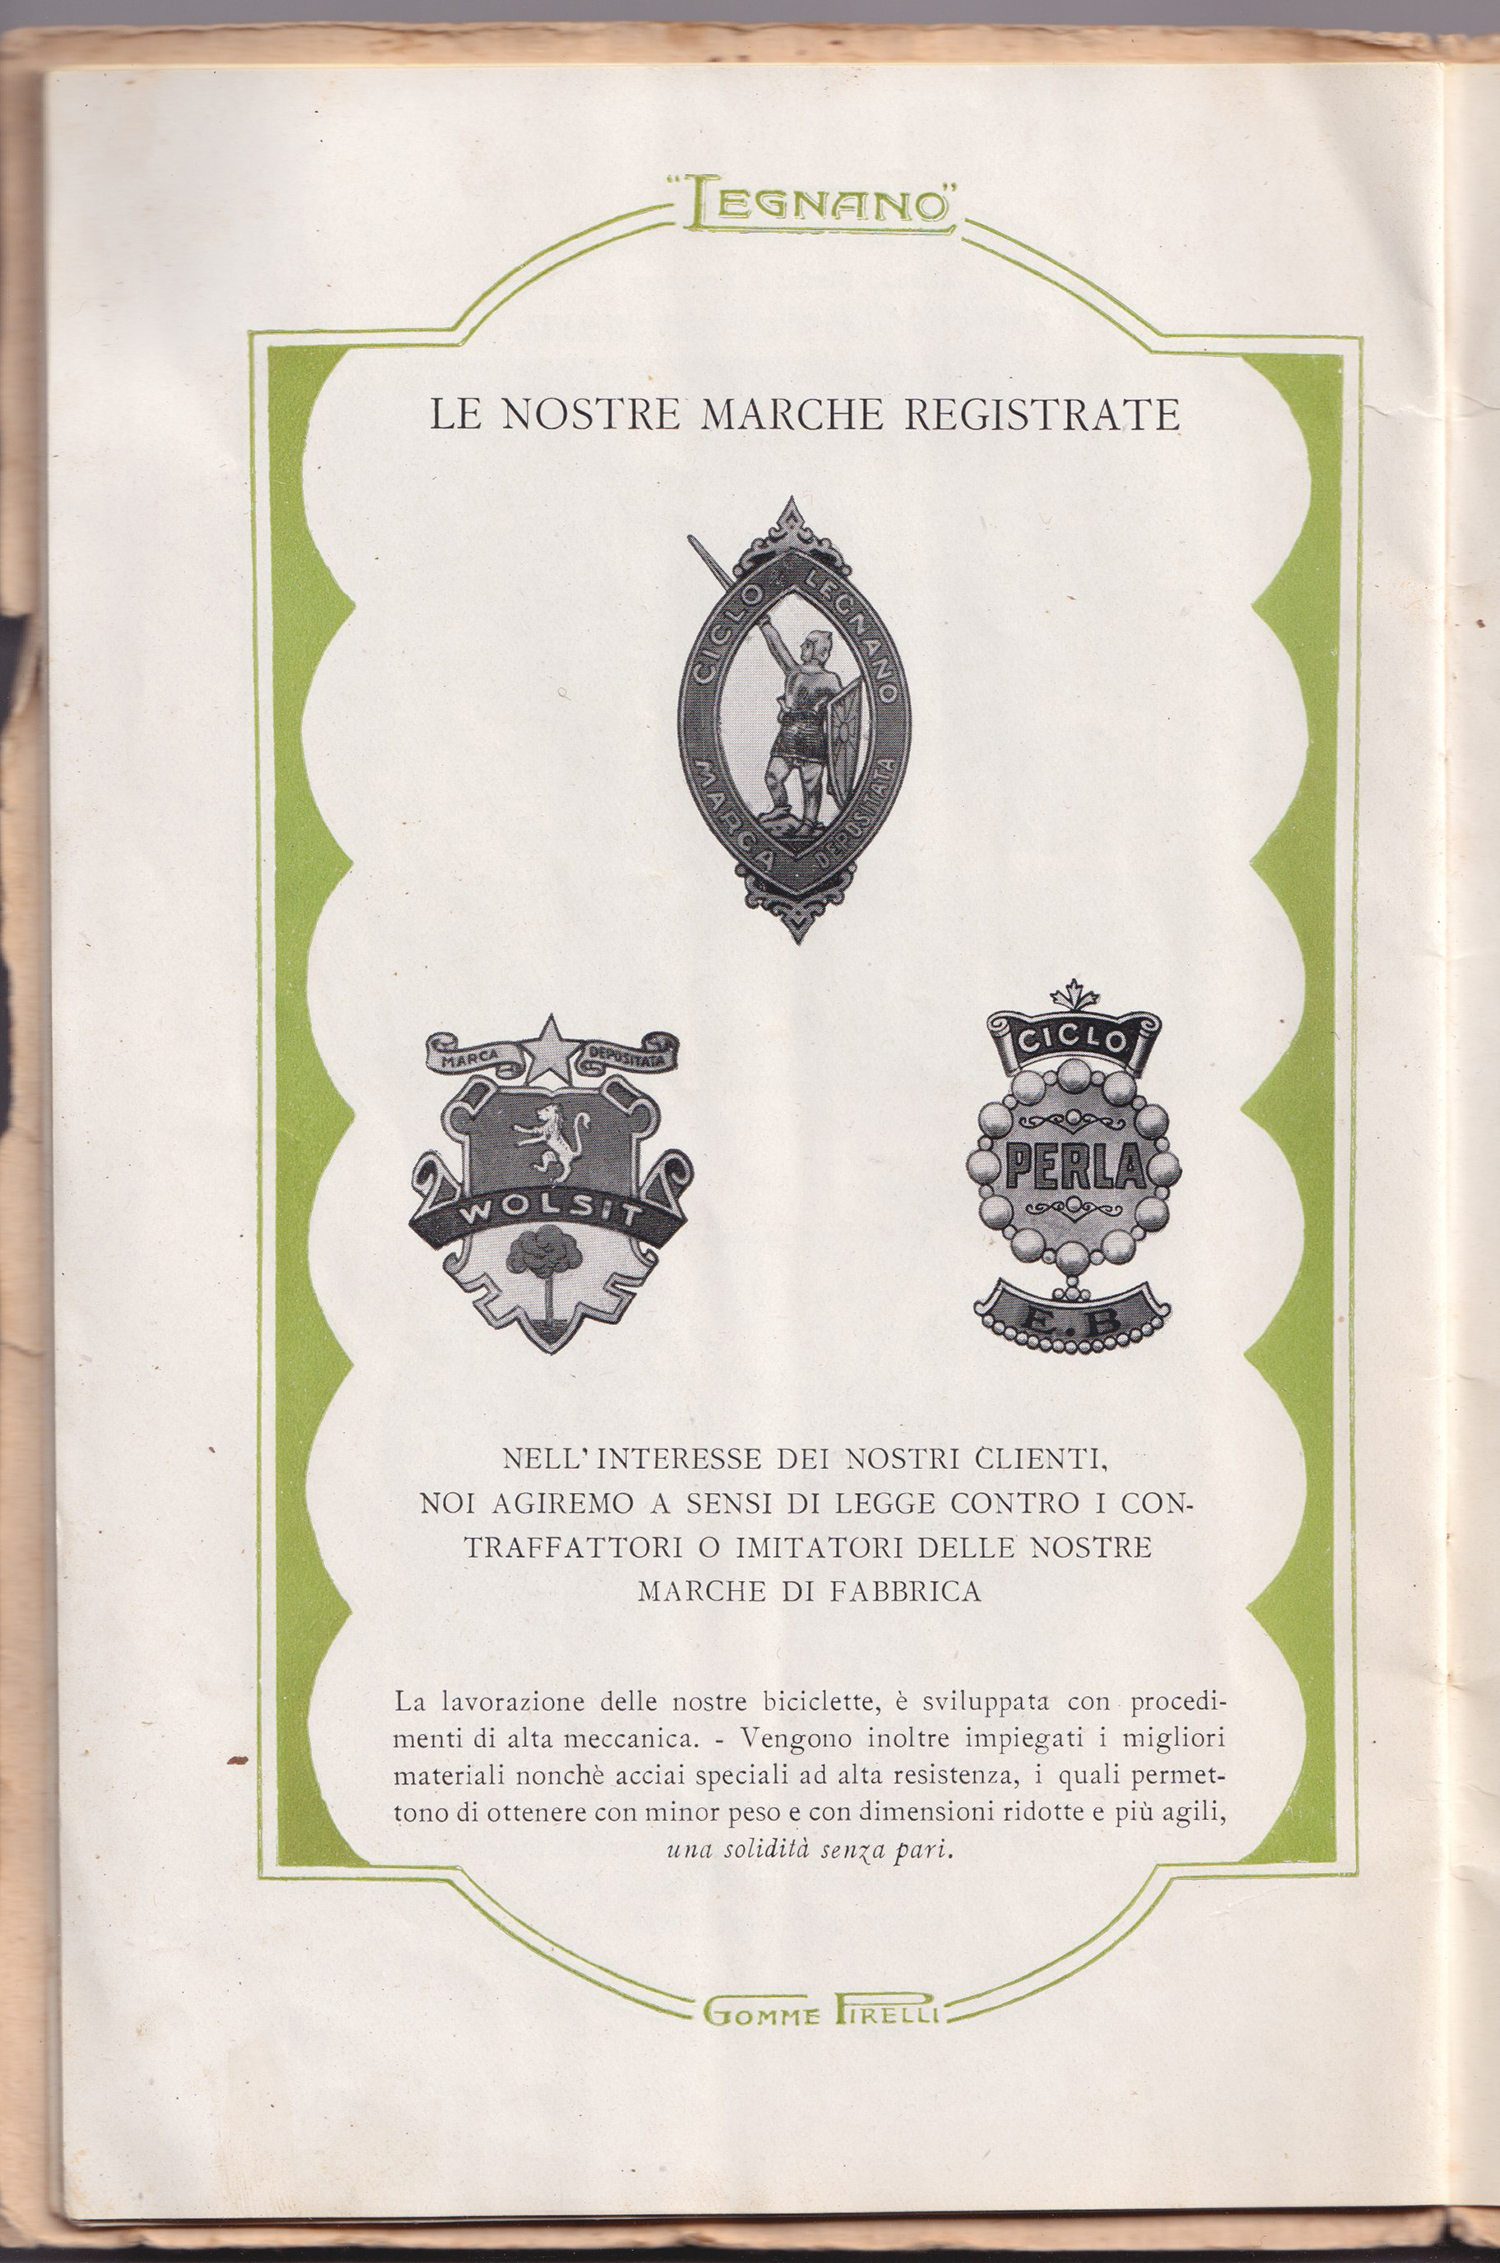 "LEGNANO"
LE NOSTRE MARCHE REGISTRATE
CICLO LEGNANO
MARCA DEPOSITATA
MARCA DEPOSITATA
WOLSiT
CICLO
PERLA
E.B
NELL' INTERESSE DEI NOSTRI CLIENTI,
NOI AGIREMO A SENSI DI LEGGE CONTRO I CON-
TRAFFATTORI O IMITATORI DELLE NOSTRE
MARCHE DI FABBRICA
La lavorazione delle nostre biciclette, è sviluppata con procedi-
menti di alta meccanica. - Vengono inoltre impiegati i migliori
materiali nonchè acciai speciali ad alta resistenza, i quali permet-
tono di ottenere con minor peso e con dimensioni ridotte e più agili,
una solidità senza pari.
GOMME PIRELLI